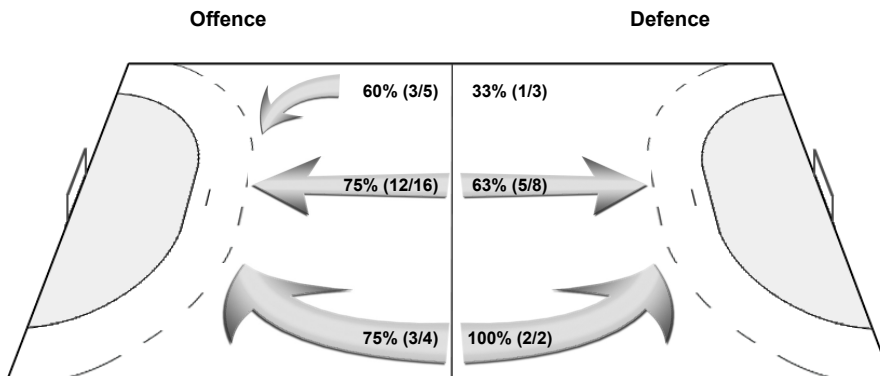 Offence Defence
60% (3/5) 33% (1/3)
75% (12/16) 63% (5/8)
75% (3/4) 100% (2/2)